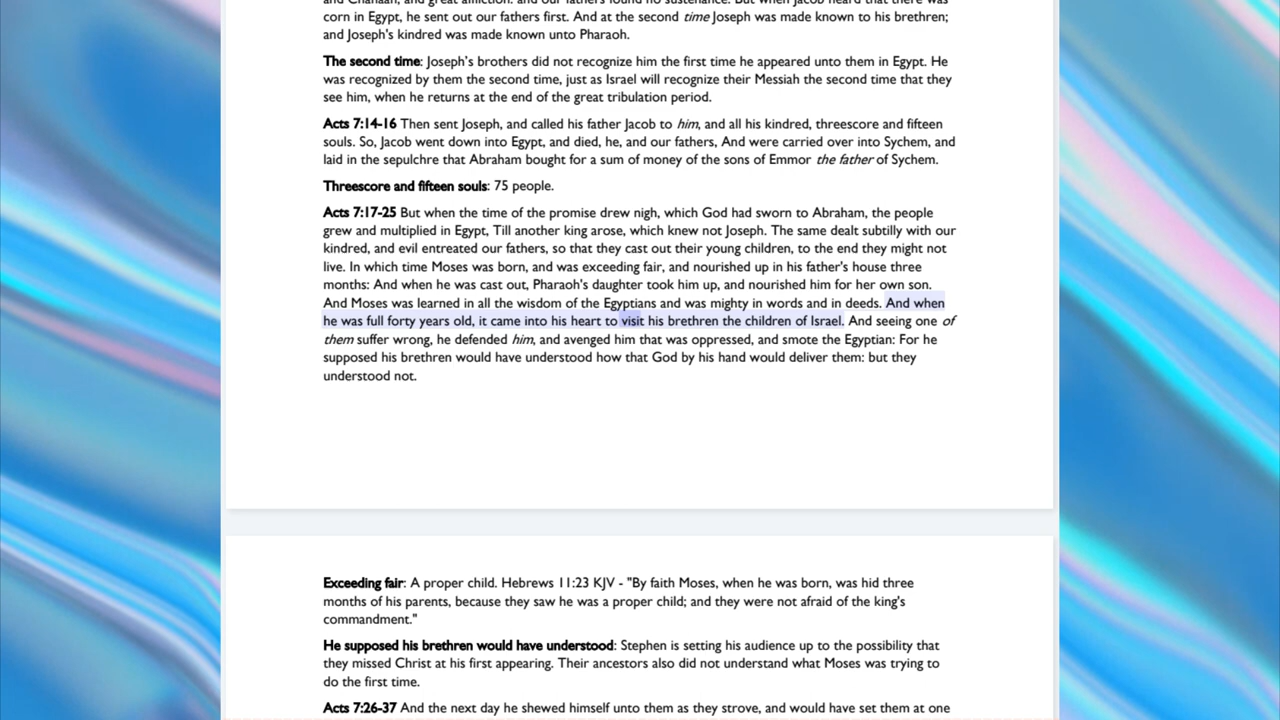 and Chanaan, and great affliction: and our fathers found no sustenance. But when Jacob heard that there was
corn in Egypt, he sent out our fathers first. And at the second time Joseph was made known to his brethren;
and Joseph's kindred was made known unto Pharaoh.
The second time: Joseph's brothers did not recognize him the first time he appeared unto them in Egypt. He
was recognized by them the second time, just as Israel will recognize their Messiah the second time that they
see him, when he returns at the end of the great tribulation period.
Acts 7:14-16 Then sent Joseph, and called his father Jacob to him, and all his kindred, threescore and fifteen
souls. So, Jacob went down into Egypt, and died, he, and our fathers, And were carried over into Sychem, and
laid in the sepulchre that Abraham bought for a sum of money of the sons of Emmor the father of Sychem.
Threescore and fifteen souls: 75 people.
Acts 7:17-25 But when the time of the promise drew nigh, which God had sworn to Abraham, the people
grew and multiplied in Egypt, Till another king arose, which knew not Joseph. The same dealt subtilly with our
kindred, and evil entreated our fathers, so that they cast out their young children, to the end they might not
live. In which time Moses was born, and was exceeding fair, and nourished up in his father's house three
months: And when he was cast out, Pharaoh's daughter took him up, and nourished him for her own son.
And Moses was learned in all the wisdom of the Egyptians and was mighty in words and in deeds. And when
he was full forty years old, it came into his heart to visit his brethren the children of Israel. And seeing one of
them suffer wrong, he defended him, and avenged him that was oppressed, and smote the Egyptian: For he
supposed his brethren would have understood how that God by his hand would deliver them: but they
understood not.
Exceeding fair: A proper child. Hebrews 11:23 KJV - "By faith Moses, when he was born, was hid three
months of his parents, because they saw he was a proper child; and they were not afraid of the king's
commandment."
He supposed his brethren would have understood: Stephen is setting his audience up to the possibility that
they missed Christ at his first appearing. Their ancestors also did not understand what Moses was trying to
do the first time.
Acts 7:26-37 And the next day he shewed himself unto them as they strove, and would have set them at one